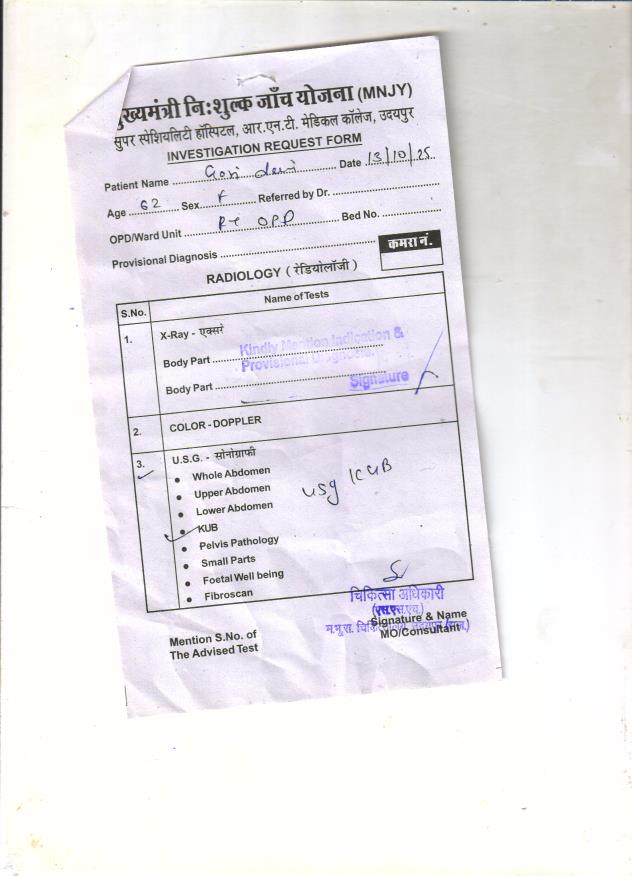 मुख्यमंत्री निःशुल्क जाँच योजना (MNJY)
सुपर स्पेशियलिटी हॉस्पिटल, आर.एन.टी. मेडिकल कॉलेज, उदयपुर
INVESTIGATION REQUEST FORM
Patient Name ........ Gori devi ........ Date 13/10/25
Age ..62.. Sex.. F .. Referred by Dr. ........
OPD/Ward Unit ........ OPD ........ Bed No. ........
Provisional Diagnosis ........
कमरा नं.
RADIOLOGY ( रेडियोलॉजी )
S.No. Name of Tests
1. X-Ray - एक्सरे
Kindly Mention Indication &
Body Part ........
Provisional Diagnosis.
Body Part ........
Signature
2. COLOR - DOPPLER
3. U.S.G. - सोनोग्राफी
• Whole Abdomen
• Upper Abdomen
• Lower Abdomen
USG KUB
• KUB
• Pelvis Pathology
• Small Parts
• Foetal Well being
• Fibroscan
चिकित्सा अधिकारी
(एस.एस.एच.)
Signature & Name
MO/Consultant
Mention S.No. of
The Advised Test